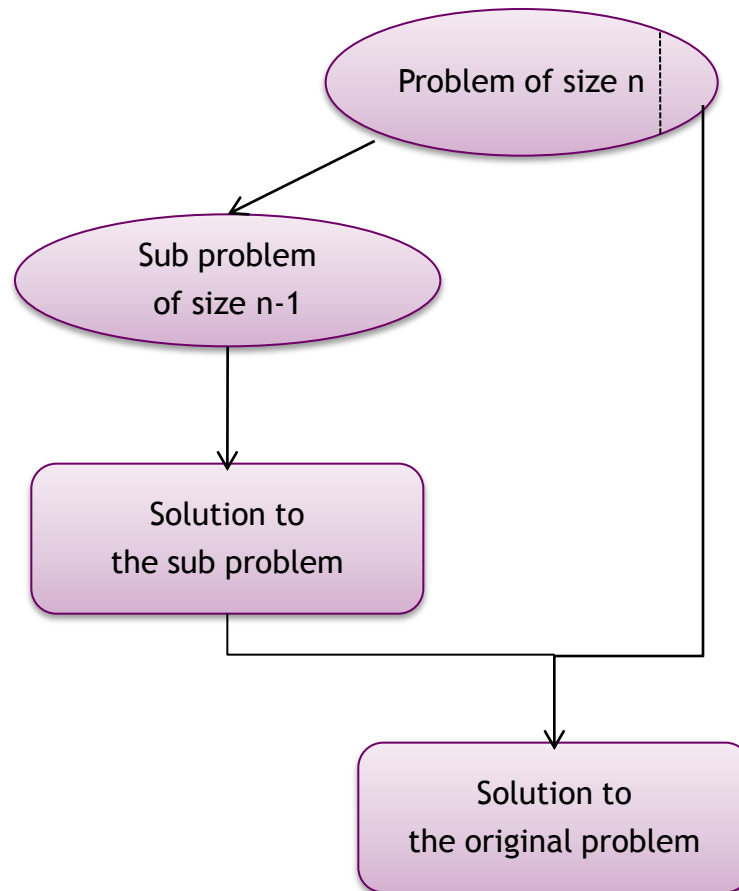 Problem of size n
Sub problem
of size n-1
Solution to
the sub problem
Solution to
the original problem